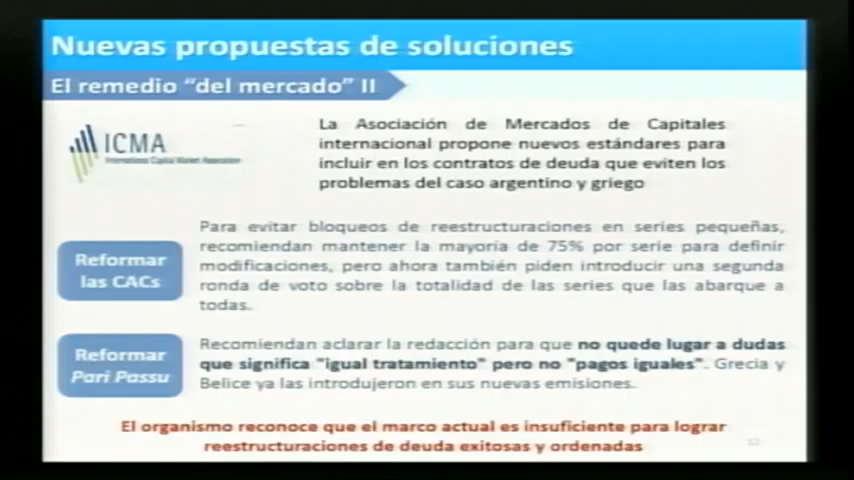 Nuevas propuestas de soluciones
El remedio “del mercado” II
ICMA
International Capital Market Association
La Asociación de Mercados de Capitales
internacional propone nuevos estándares para
incluir en los contratos de deuda que eviten los
problemas del caso argentino y griego
Reformar
las CACs
Para evitar bloqueos de reestructuraciones en series pequeñas,
recomiendan mantener la mayoría de 75% por serie para definir
modificaciones, pero ahora también piden introducir una segunda
ronda de voto sobre la totalidad de las series que las abarque a
todas.
Reformar
Pari Passu
Recomiendan aclarar la redacción para que no quede lugar a dudas
que significa "igual tratamiento" pero no "pagos iguales". Grecia y
Belice ya las introdujeron en sus nuevas emisiones.
El organismo reconoce que el marco actual es insuficiente para lograr
reestructuraciones de deuda exitosas y ordenadas